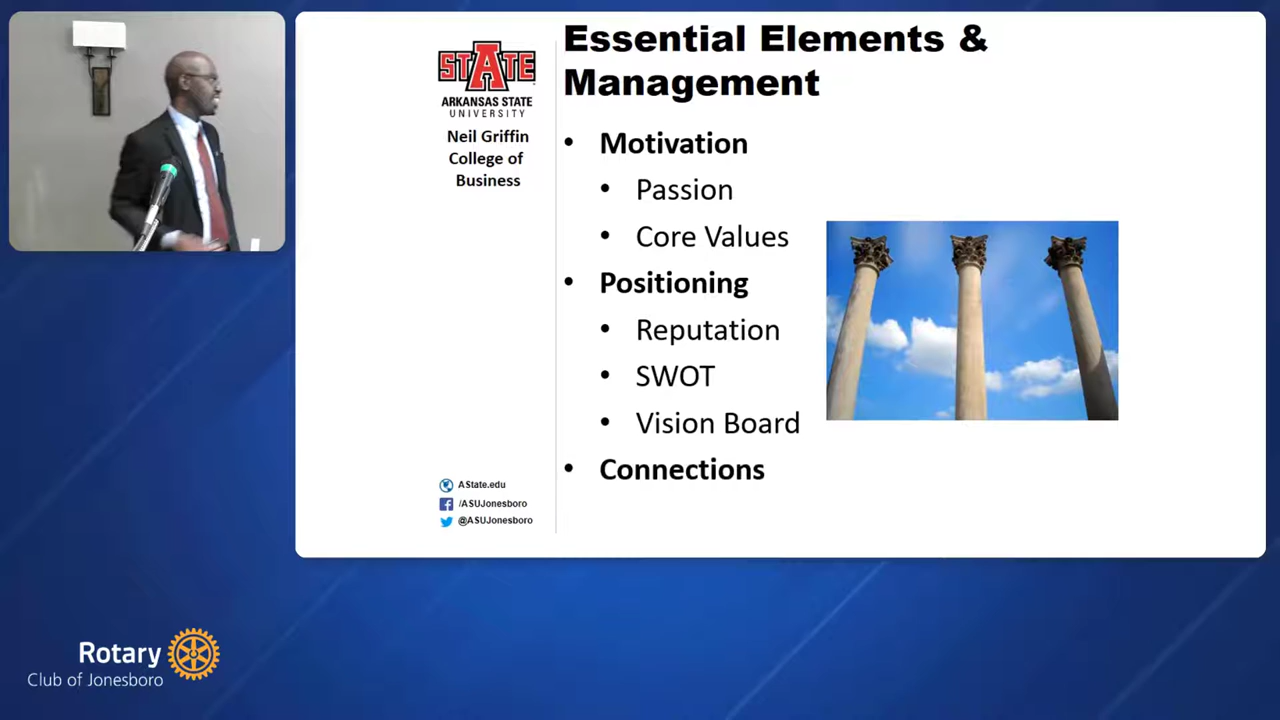 STATE
ARKANSAS STATE
UNIVERSITY
Neil Griffin
College of
Business
Essential Elements &
Management
• Motivation
• Passion
• Core Values
• Positioning
• Reputation
• SWOT
• Vision Board
• Connections
AState.edu
/ASUJonesboro
@ASUJonesboro
Rotary
Club of Jonesboro